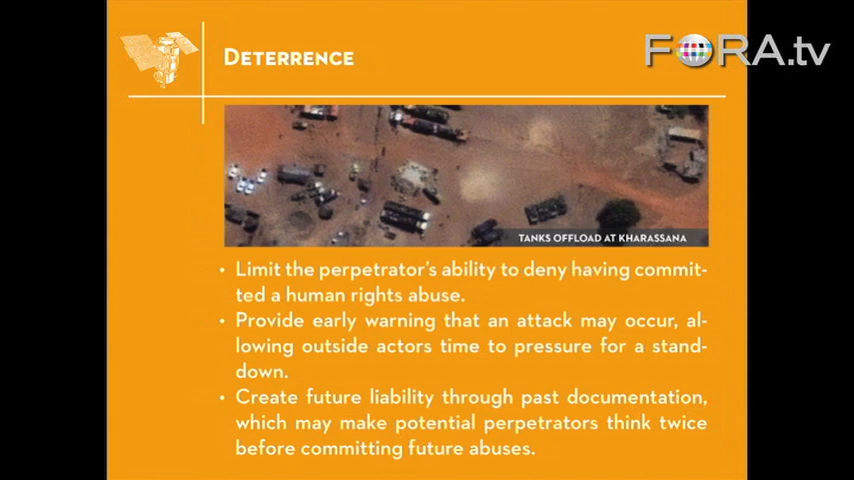 FORA.tv
DETERRENCE
TANKS OFFLOAD AT KHARASSANA
• Limit the perpetrator's ability to deny having commit-
ted a human rights abuse.
• Provide early warning that an attack may occur, al-
lowing outside actors time to pressure for a stand-
down.
• Create future liability through past documentation,
which may make potential perpetrators think twice
before committing future abuses.